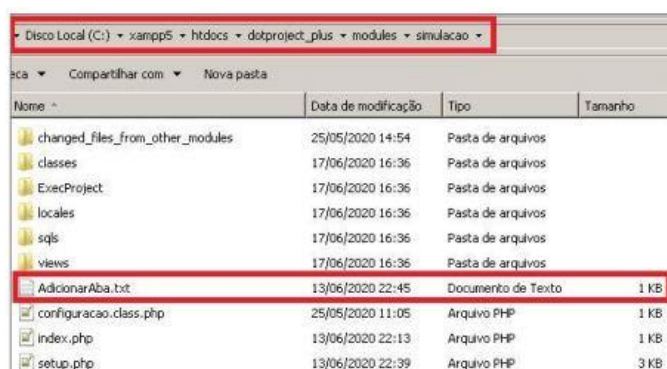 Disco Local (C:) ▾ xampp5 ▾ htdocs ▾ dotproject_plus ▾ modules ▾ simulacao ▾
eca ▾ Compartilhar com ▾ Nova pasta
Nome Data de modificação Tipo Tamanho
changed_files_from_other_modules 25/05/2020 14:54 Pasta de arquivos
classes 17/06/2020 16:36 Pasta de arquivos
ExecProject 17/06/2020 16:36 Pasta de arquivos
locales 17/06/2020 16:36 Pasta de arquivos
sqls 17/06/2020 16:36 Pasta de arquivos
views 17/06/2020 16:36 Pasta de arquivos
AdicionarAba.txt 13/06/2020 22:45 Documento de Texto 1 KB
configuracao.class.php 25/05/2020 11:05 Arquivo PHP 1 KB
index.php 13/06/2020 22:13 Arquivo PHP 1 KB
setup.php 13/06/2020 22:39 Arquivo PHP 3 KB